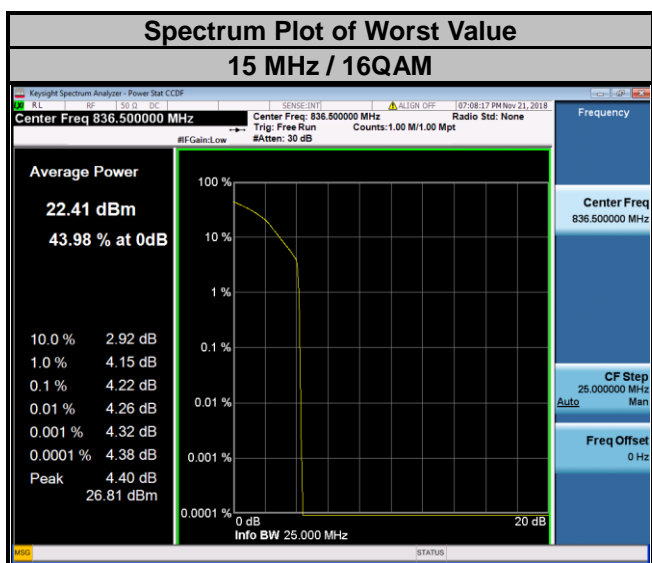 Spectrum Plot of Worst Value
15 MHz / 16QAM
Keysight Spectrum Analyzer - Power Stat CCDF
RL RF 50 Ω DC SENSE:INT ALIGN OFF 07:08:17 PM Nov 21, 2018
Center Freq 836.500000 MHz
Center Freq: 836.500000 MHz Radio Std: None
Trig: Free Run Counts:1.00 M/1.00 Mpt
#IFGain:Low #Atten: 30 dB
Frequency
Average Power
22.41 dBm
43.98 % at 0dB
10.0 % 2.92 dB
1.0 % 4.15 dB
0.1 % 4.22 dB
0.01 % 4.26 dB
0.001 % 4.32 dB
0.0001 % 4.38 dB
Peak 4.40 dB
26.81 dBm
100 %
10 %
1 %
0.1 %
0.01 %
0.001 %
0.0001 %
0 dB 20 dB
Info BW 25.000 MHz
Center Freq
836.500000 MHz
CF Step
25.000000 MHz
Auto Man
Freq Offset
0 Hz
MSG STATUS